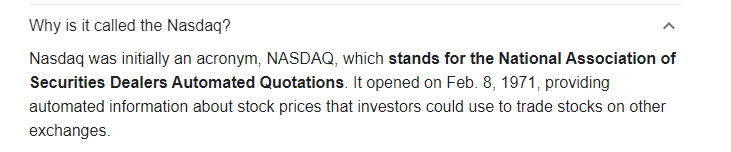 Why is it called the Nasdaq?
Nasdaq was initially an acronym, NASDAQ, which stands for the National Association of
Securities Dealers Automated Quotations. It opened on Feb. 8, 1971, providing
automated information about stock prices that investors could use to trade stocks on other
exchanges.